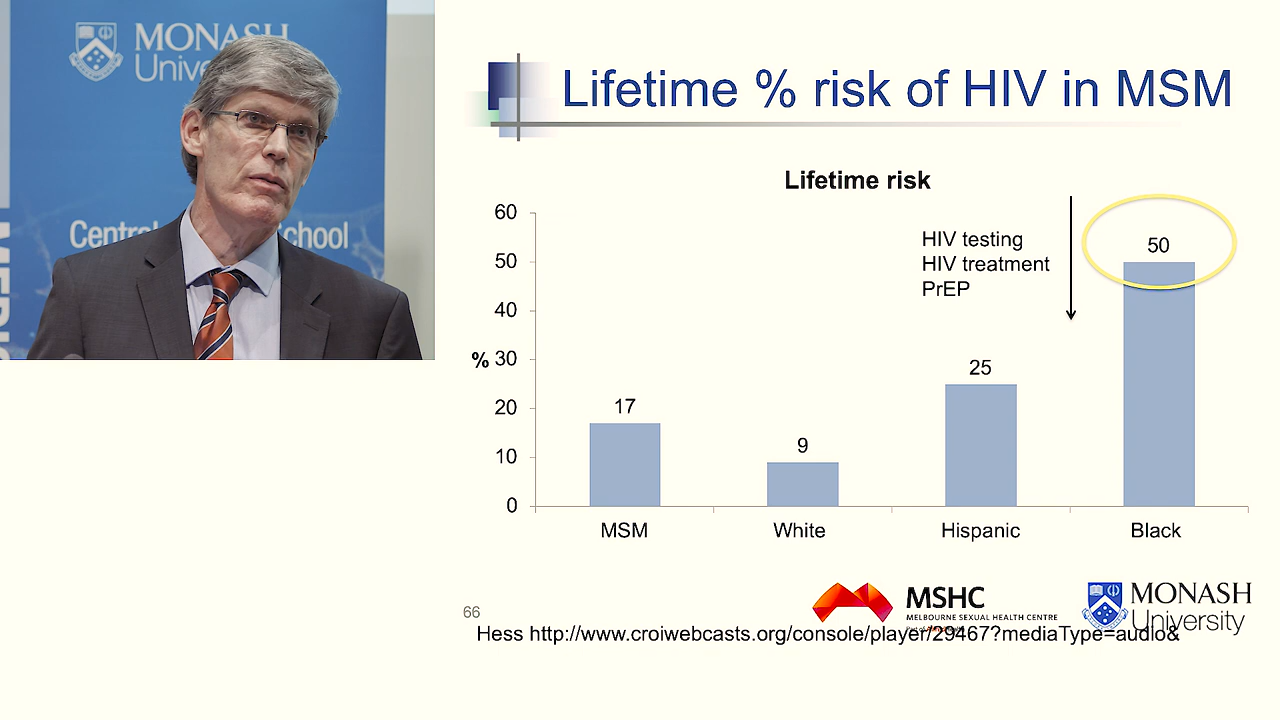 MONASH
Unive
Centra
chool
Lifetime % risk of HIV in MSM
Lifetime risk
60
50
40
% 30
20
10
0
HIV testing
HIV treatment
PrEP
17
9
25
50
MSM
White
Hispanic
Black
66
MSHC
MELBOURNE SEXUAL HEALTH CENTRE
MONASH
University
Hess http://www.croiwebcasts.org/console/player/29467?mediaType=audio&